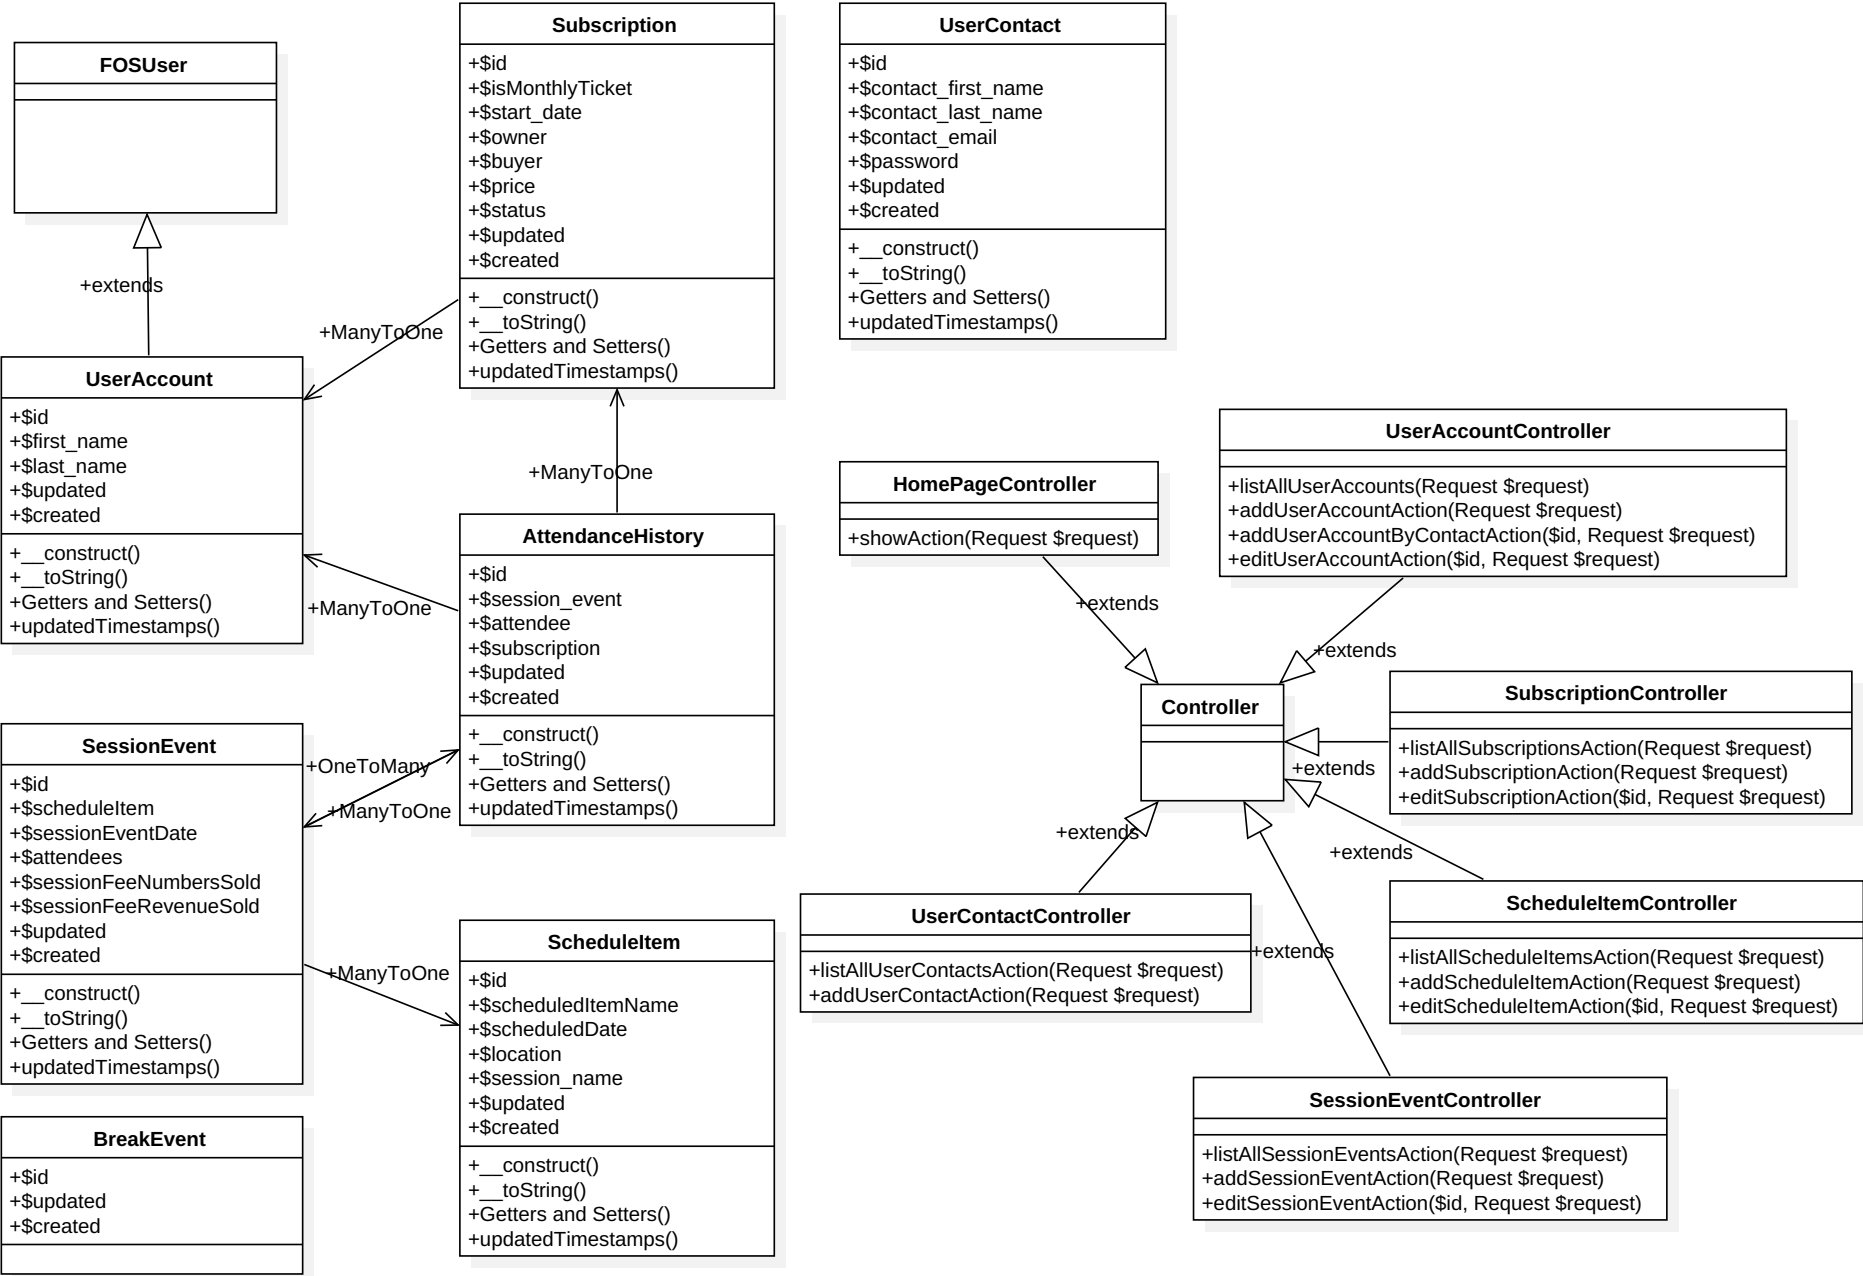 FOSUser
+extends
Subscription
+$id
+$isMonthlyTicket
+$start_date
+$owner
+$buyer
+$price
+$status
+$updated
+$created
+__construct()
+__toString()
+Getters and Setters()
+updatedTimestamps()
UserContact
+$id
+$contact_first_name
+$contact_last_name
+$contact_email
+$password
+$updated
+$created
+__construct()
+__toString()
+Getters and Setters()
+updatedTimestamps()
+ManyToOne
UserAccount
+$id
+$first_name
+$last_name
+$updated
+$created
+__construct()
+__toString()
+Getters and Setters()
+updatedTimestamps()
+ManyToOne
+ManyToOne
AttendanceHistory
+$id
+$session_event
+$attendee
+$subscription
+$updated
+$created
+__construct()
+__toString()
+Getters and Setters()
+updatedTimestamps()
SessionEvent
+$id
+$scheduleItem
+$sessionEventDate
+$attendees
+$sessionFeeNumbersSold
+$sessionFeeRevenueSold
+$updated
+$created
+__construct()
+__toString()
+Getters and Setters()
+updatedTimestamps()
+OneToMany
+ManyToOne
+ManyToOne
ScheduleItem
+$id
+$scheduledItemName
+$scheduledDate
+$location
+$session_name
+$updated
+$created
+__construct()
+__toString()
+Getters and Setters()
+updatedTimestamps()
BreakEvent
+$id
+$updated
+$created
HomePageController
+showAction(Request $request)
+extends
UserAccountController
+listAllUserAccounts(Request $request)
+addUserAccountAction(Request $request)
+addUserAccountByContactAction($id, Request $request)
+editUserAccountAction($id, Request $request)
+extends
Controller
SubscriptionController
+listAllSubscriptionsAction(Request $request)
+addSubscriptionAction(Request $request)
+editSubscriptionAction($id, Request $request)
+extends
+extends
+extends
UserContactController
+listAllUserContactsAction(Request $request)
+addUserContactAction(Request $request)
+extends
ScheduleItemController
+listAllScheduleItemsAction(Request $request)
+addScheduleItemAction(Request $request)
+editScheduleItemAction($id, Request $request)
SessionEventController
+listAllSessionEventsAction(Request $request)
+addSessionEventAction(Request $request)
+editSessionEventAction($id, Request $request)